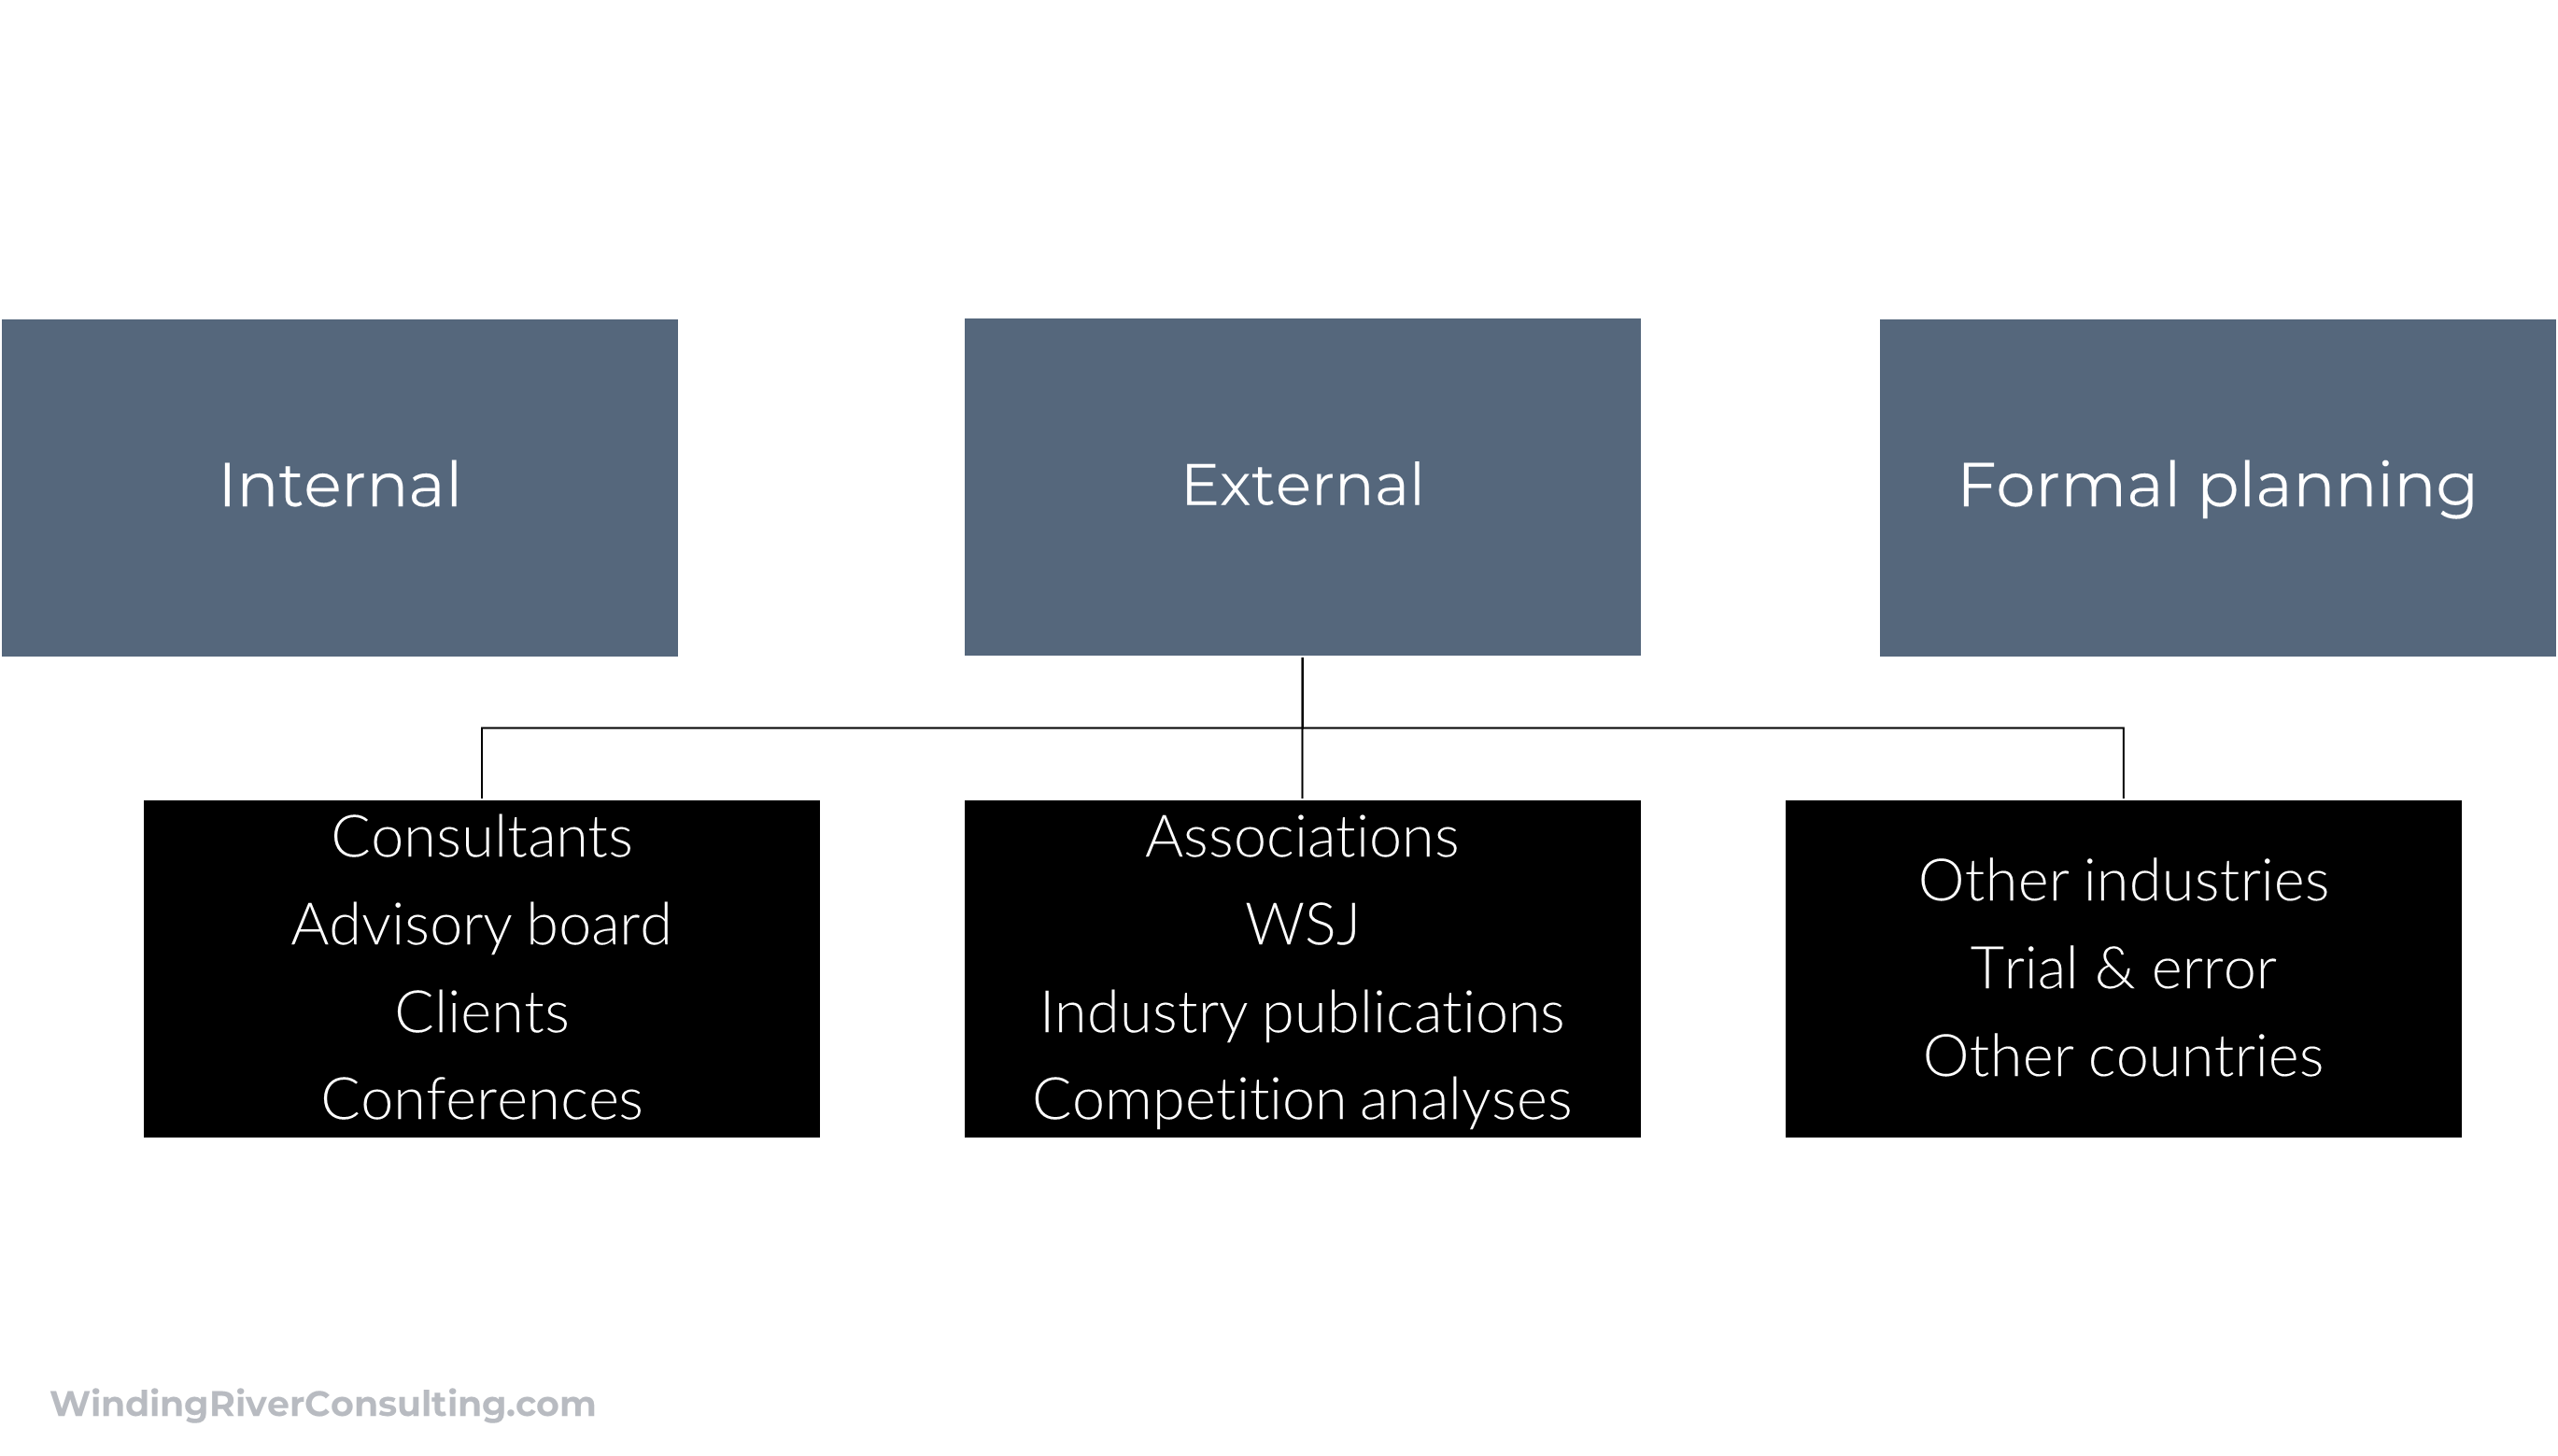 Internal
External
Formal planning
Consultants
Advisory board
Clients
Conferences
Associations
WSJ
Industry publications
Competition analyses
Other industries
Trial & error
Other countries
WindingRiverConsulting.com